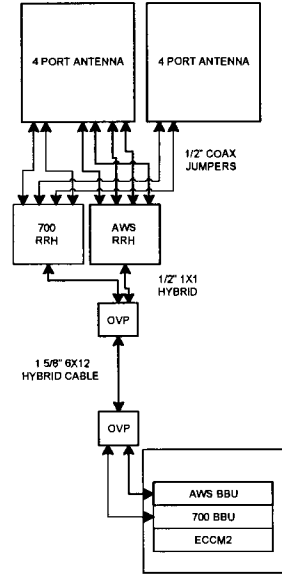 4 PORT ANTENNA
4 PORT ANTENNA
1/2" COAX
JUMPERS
700
RRH
AWS
RRH
1/2" 1X1
HYBRID
OVP
1 5/8" 6X12
HYBRID CABLE
OVP
AWS BBU
700 BBU
ECCM2